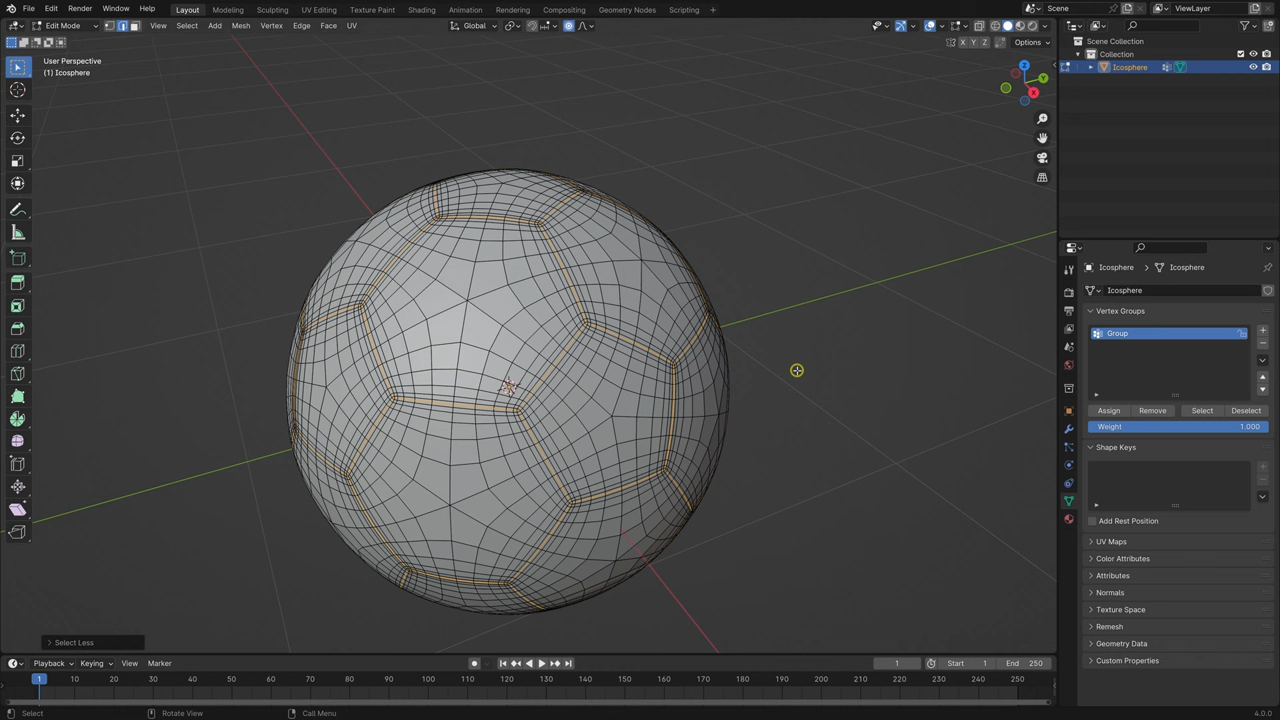 File Edit Render Window Help Layout Modeling Sculpting UV Editing Texture Paint Shading Animation Rendering Compositing Geometry Nodes Scripting + Scene ViewLayer
Edit Mode View Select Add Mesh Vertex Edge Face UV Global
X Y Z Options
User Perspective
(1) Icosphere
Z
Y
X
Scene Collection
Collection
Icosphere
Icosphere Icosphere
Icosphere
Vertex Groups
Group
Assign Remove Select Deselect
Weight 1.000
Shape Keys
Add Rest Position
UV Maps
Color Attributes
Attributes
Normals
Texture Space
Remesh
Geometry Data
Custom Properties
Select Less
Playback Keying View Marker 1 Start 1 End 250
1 10 20 30 40 50 60 70 80 90 100 110 120 130 140 150 160 170 180 190 200 210 220 230 240 250
Select Rotate View Call Menu 4.0.0